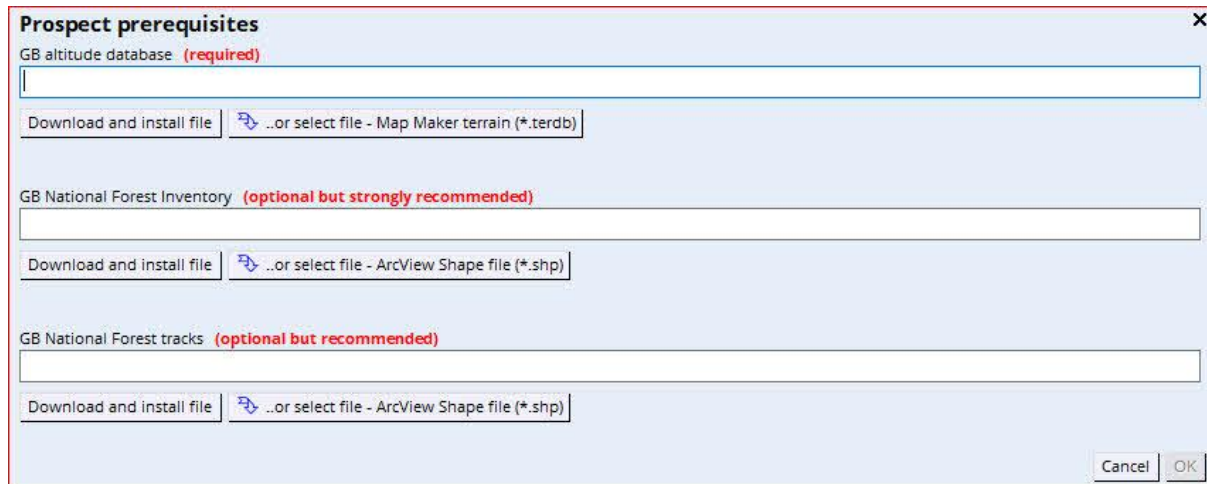 Prospect prerequisites
GB altitude database (required)
Download and install file ..or select file - Map Maker terrain (*.terdb)
GB National Forest Inventory (optional but strongly recommended)
Download and install file ..or select file - ArcView Shape file (*.shp)
GB National Forest tracks (optional but recommended)
Download and install file ..or select file - ArcView Shape file (*.shp)
Cancel OK